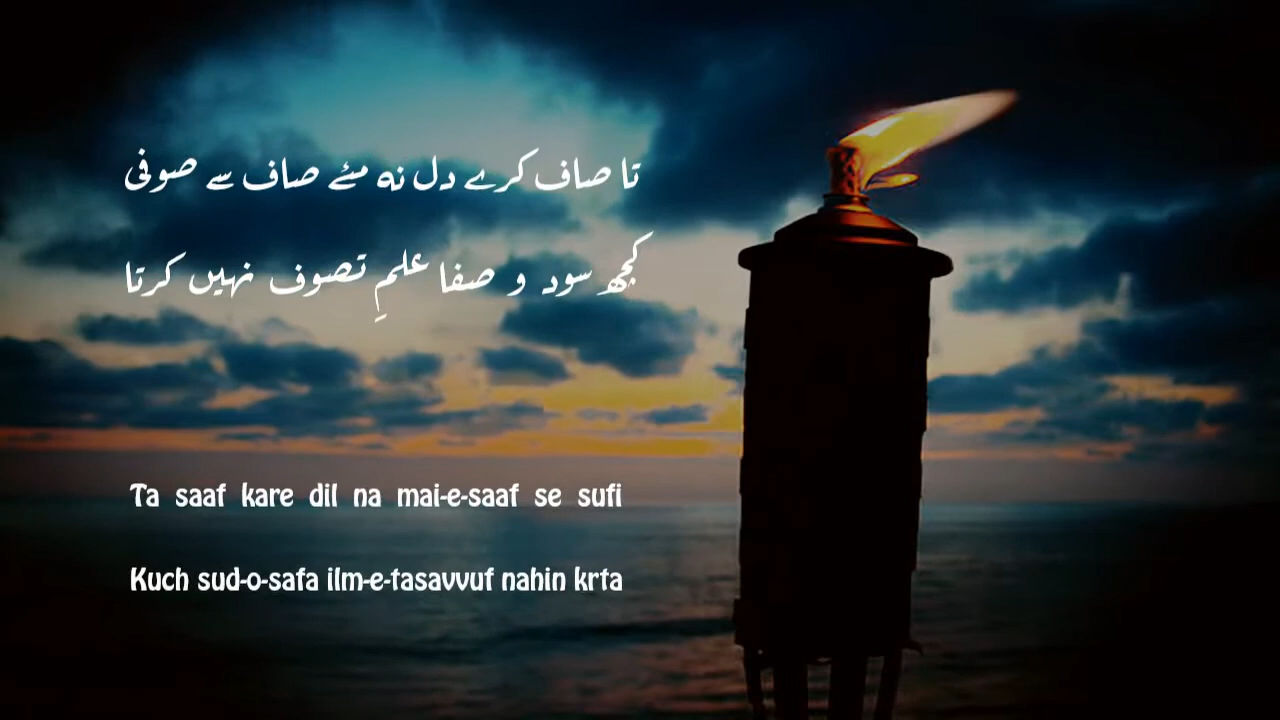 تا صاف کرے دل نہ مئے صاف سے صوفی
کچھ سود و صفا علمِ تصوف نہیں کرتا
Ta saaf kare dil na mai-e-saaf se sufi
Kuch sud-o-safa ilm-e-tasavvuf nahin krta